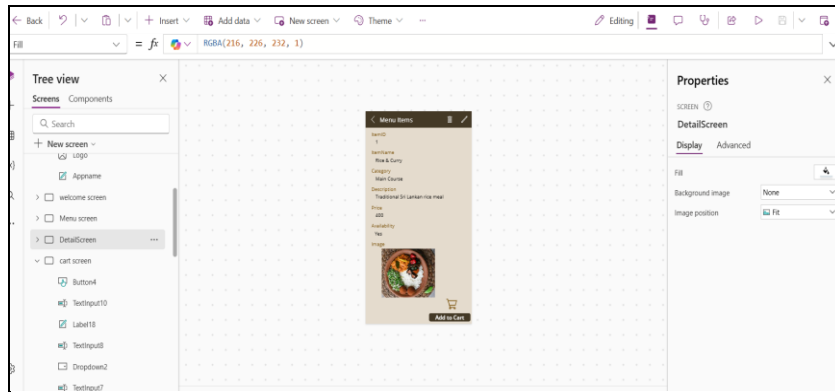 Back Insert Add data New screen Theme ... Editing
Fill = fx RGBA(216, 226, 232, 1)
Tree view
Screens Components
Search
New screen
Logo
Appname
welcome screen
Menu screen
DetailScreen ...
cart screen
Button4
TextInput10
Label18
TextInput8
Dropdown2
TextInput7
Menu Items
ItemID
1
ItemName
Rice & Curry
Category
Main Course
Description
Traditional Sri Lankan rice meal
Price
400
Availability
Yes
Image
Add to Cart
Properties
SCREEN
DetailScreen
Display Advanced
Fill
Background image None
Image position Fit